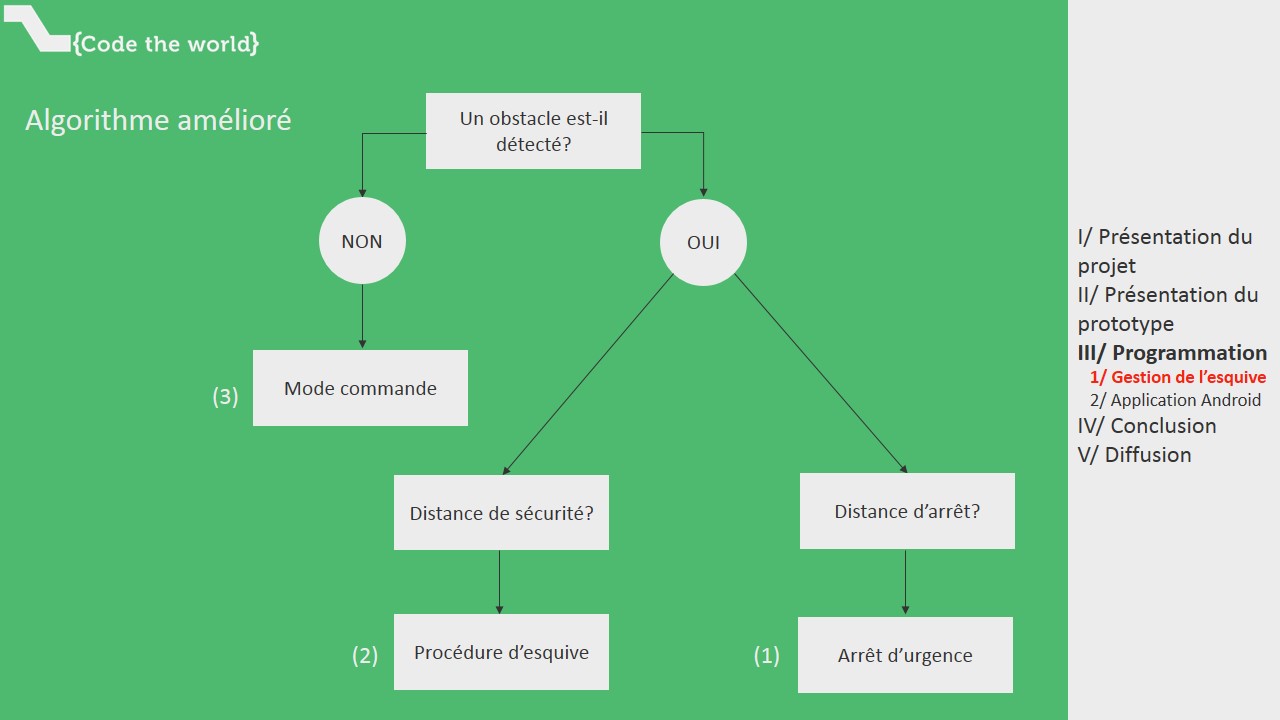 {Code the world}
Algorithme amélioré
Un obstacle est-il
détecté?
NON
OUI
Mode commande
(3)
Distance de sécurité?
Distance d’arrêt?
Procédure d’esquive
(2)
Arrêt d’urgence
(1)
I/ Présentation du
projet
II/ Présentation du
prototype
III/ Programmation
1/ Gestion de l’esquive
2/ Application Android
IV/ Conclusion
V/ Diffusion